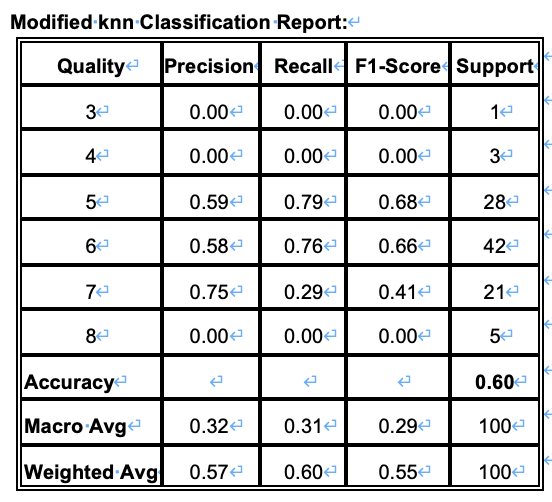 Modified knn Classification Report:
Quality Precision Recall F1-Score Support
3 0.00 0.00 0.00 1
4 0.00 0.00 0.00 3
5 0.59 0.79 0.68 28
6 0.58 0.76 0.66 42
7 0.75 0.29 0.41 21
8 0.00 0.00 0.00 5
Accuracy 0.60
Macro Avg 0.32 0.31 0.29 100
Weighted Avg 0.57 0.60 0.55 100